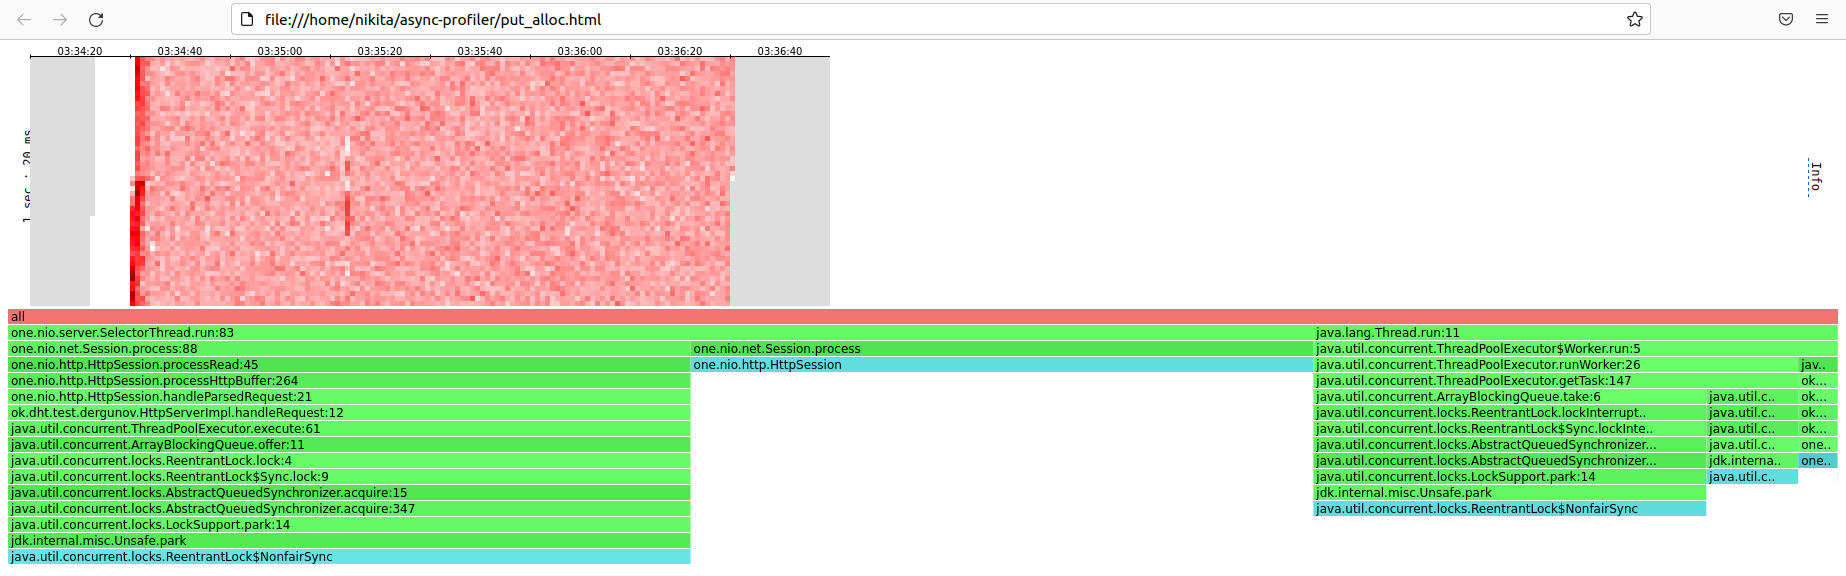 file:///home/nikita/async-profiler/put_alloc.html
03:34:20 03:34:40 03:35:00 03:35:20 03:35:40 03:36:00 03:36:20 03:36:40
1 sec : 20 ms
Info
all
one.nio.server.SelectorThread.run:83 java.lang.Thread.run:11
one.nio.net.Session.process:88 one.nio.net.Session.process java.util.concurrent.ThreadPoolExecutor$Worker.run:5
one.nio.http.HttpSession.processRead:45 one.nio.http.HttpSession java.util.concurrent.ThreadPoolExecutor.runWorker:26 jav..
one.nio.http.HttpSession.processHttpBuffer:264 java.util.concurrent.ThreadPoolExecutor.getTask:147 ok...
one.nio.http.HttpSession.handleParsedRequest:21 java.util.concurrent.ArrayBlockingQueue.take:6 java.util.c.. ok...
ok.dht.test.dergunov.HttpServerImpl.handleRequest:12 java.util.concurrent.locks.ReentrantLock.lockInterrupt.. java.util.c.. ok...
java.util.concurrent.ThreadPoolExecutor.execute:61 java.util.concurrent.locks.ReentrantLock$Sync.lockInte.. java.util.c.. ok...
java.util.concurrent.ArrayBlockingQueue.offer:11 java.util.concurrent.locks.AbstractQueuedSynchronizer... java.util.c.. one..
java.util.concurrent.locks.ReentrantLock.lock:4 java.util.concurrent.locks.AbstractQueuedSynchronizer... jdk.interna.. one..
java.util.concurrent.locks.ReentrantLock$Sync.lock:9 java.util.concurrent.locks.LockSupport.park:14 java.util.c..
java.util.concurrent.locks.AbstractQueuedSynchronizer.acquire:15 jdk.internal.misc.Unsafe.park
java.util.concurrent.locks.AbstractQueuedSynchronizer.acquire:347 java.util.concurrent.locks.ReentrantLock$NonfairSync
java.util.concurrent.locks.LockSupport.park:14
jdk.internal.misc.Unsafe.park
java.util.concurrent.locks.ReentrantLock$NonfairSync